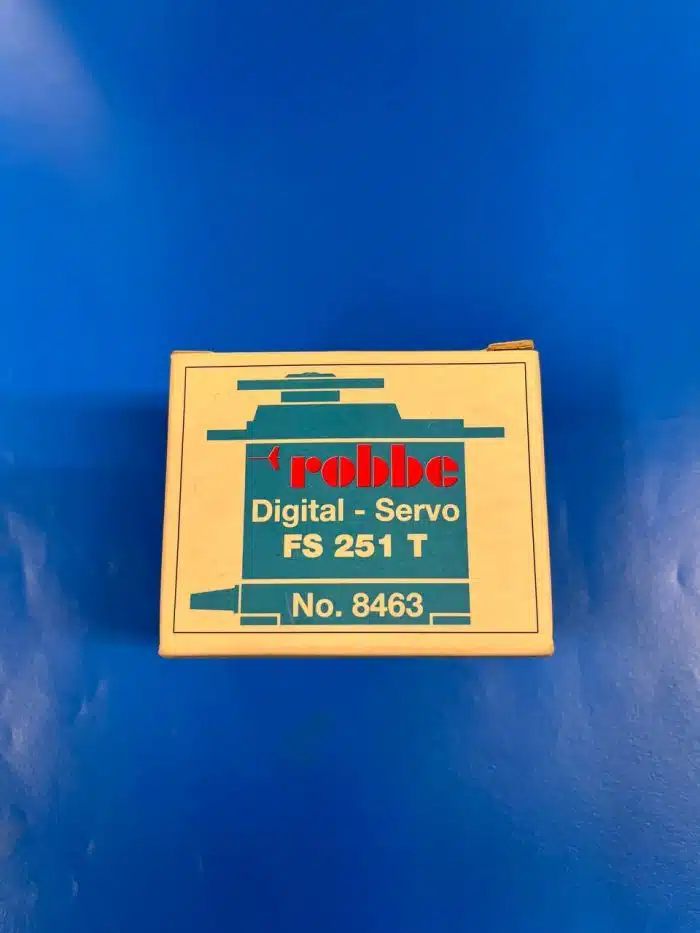 robbe
Digital - Servo
FS 251 T
No. 8463